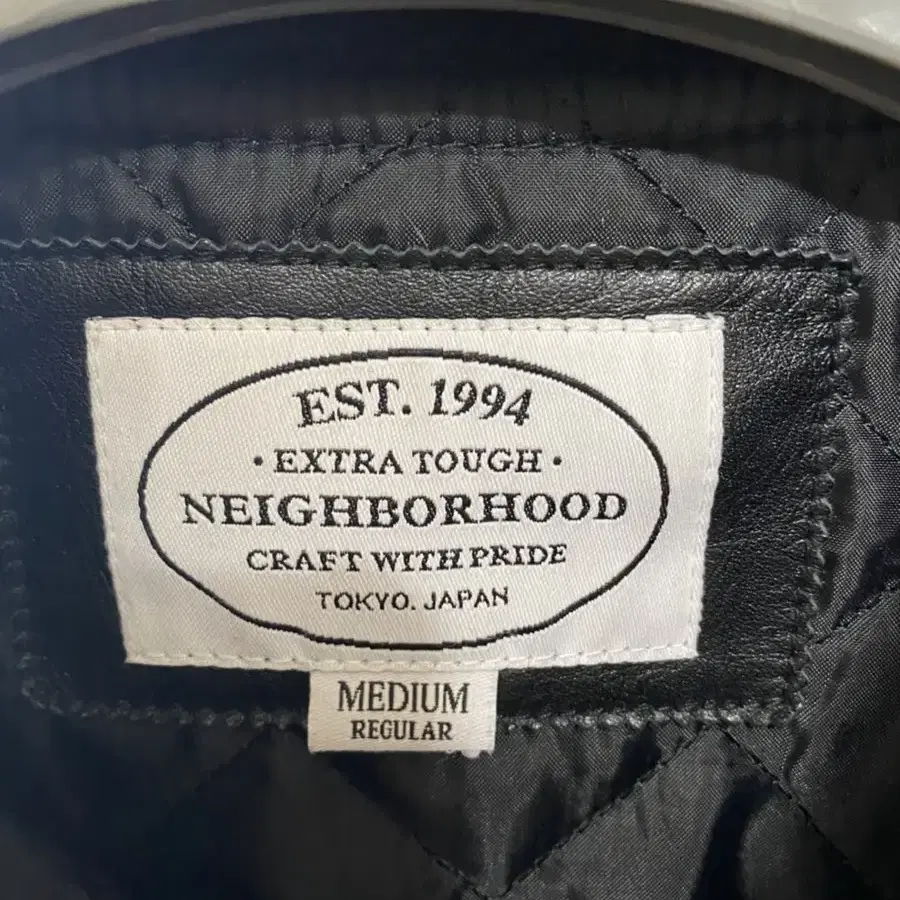 EST. 1994
· EXTRA TOUGH ·
NEIGHBORHOOD
CRAFT WITH PRIDE
TOKYO. JAPAN
MEDIUM
REGULAR